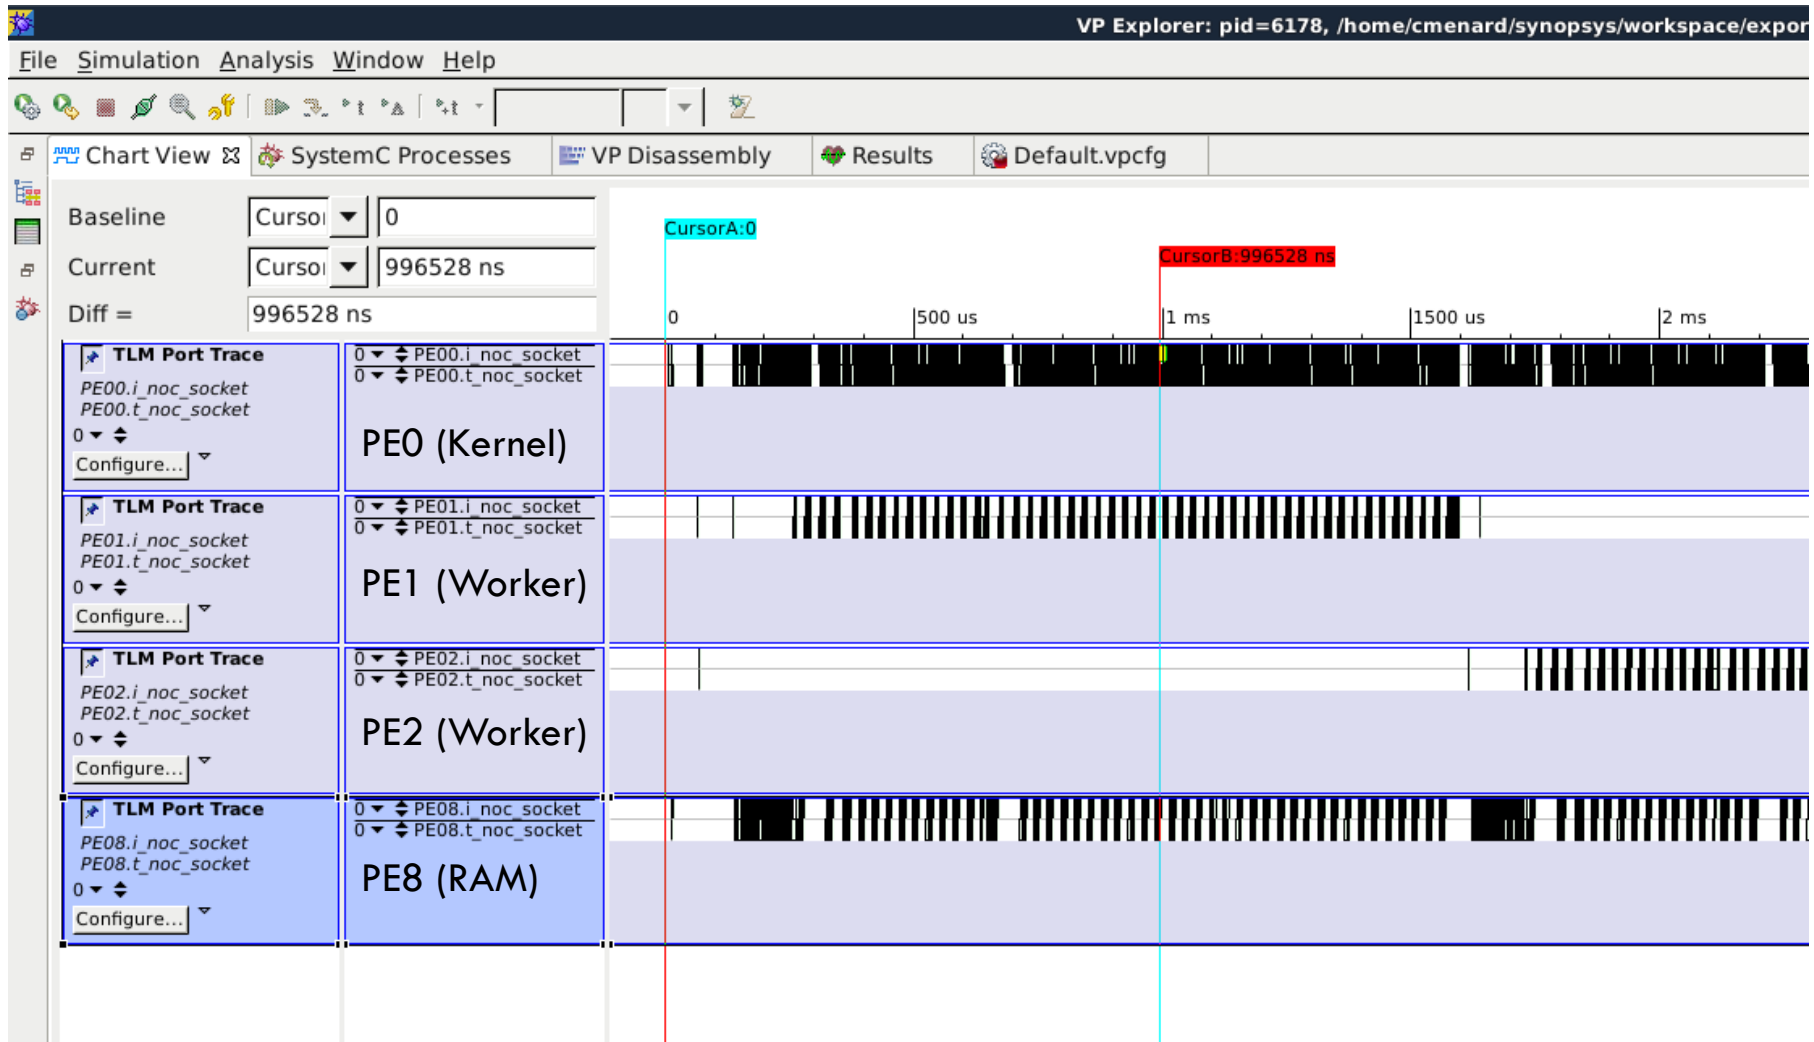 VP Explorer: pid=6178, /home/cmenard/synopsys/workspace/expor
File Simulation Analysis Window Help
t t
Chart View SystemC Processes VP Disassembly Results Default.vpcfg
Baseline Cursor 0
Current Cursor 996528 ns
Diff = 996528 ns
CursorA:0
CursorB:996528 ns
0 500 us 1 ms 1500 us 2 ms
TLM Port Trace
PE00.i_noc_socket
PE00.t_noc_socket
0
Configure...
0 PE00.i_noc_socket
0 PE00.t_noc_socket
PE0 (Kernel)
TLM Port Trace
PE01.i_noc_socket
PE01.t_noc_socket
0
Configure...
0 PE01.i_noc_socket
0 PE01.t_noc_socket
PE1 (Worker)
TLM Port Trace
PE02.i_noc_socket
PE02.t_noc_socket
0
Configure...
0 PE02.i_noc_socket
0 PE02.t_noc_socket
PE2 (Worker)
TLM Port Trace
PE08.i_noc_socket
PE08.t_noc_socket
0
Configure...
0 PE08.i_noc_socket
0 PE08.t_noc_socket
PE8 (RAM)